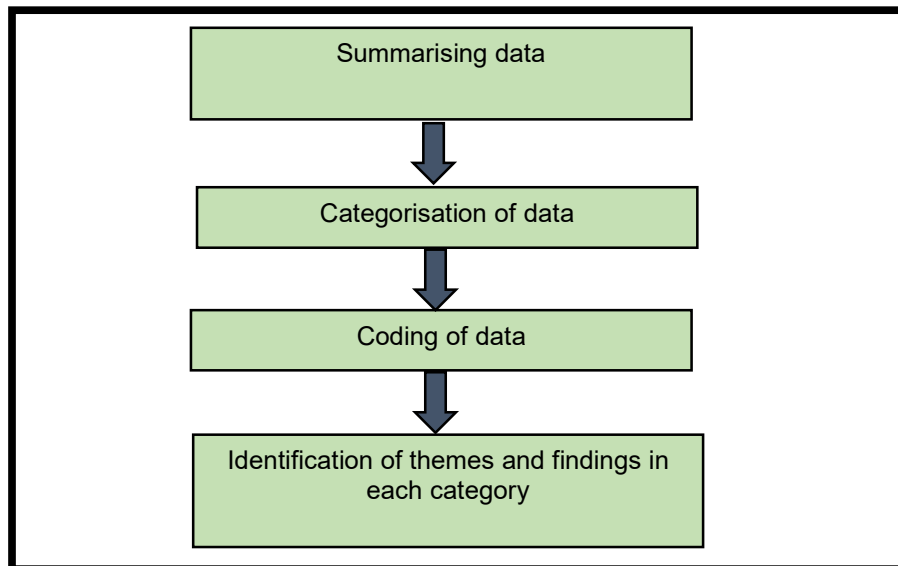 Summarising data
Categorisation of data
Coding of data
Identification of themes and findings in
each category